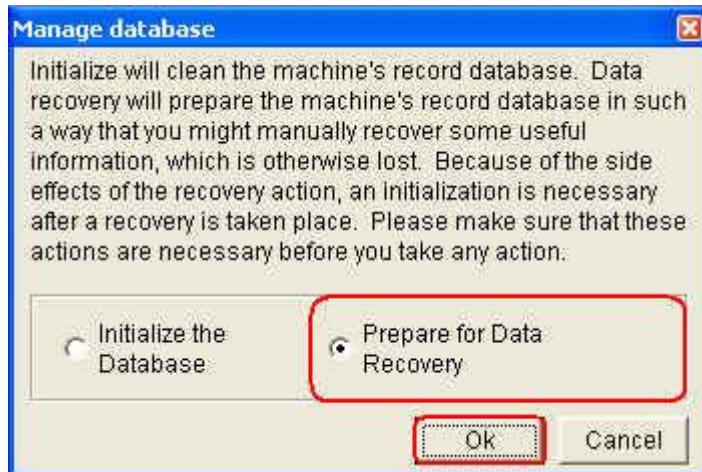 Manage database
Initialize will clean the machine's record database. Data
recovery will prepare the machine's record database in such
a way that you might manually recover some useful
information, which is otherwise lost. Because of the side
effects of the recovery action, an initialization is necessary
after a recovery is taken place. Please make sure that these
actions are necessary before you take any action.
Initialize the
Database
Prepare for Data
Recovery
Ok
Cancel